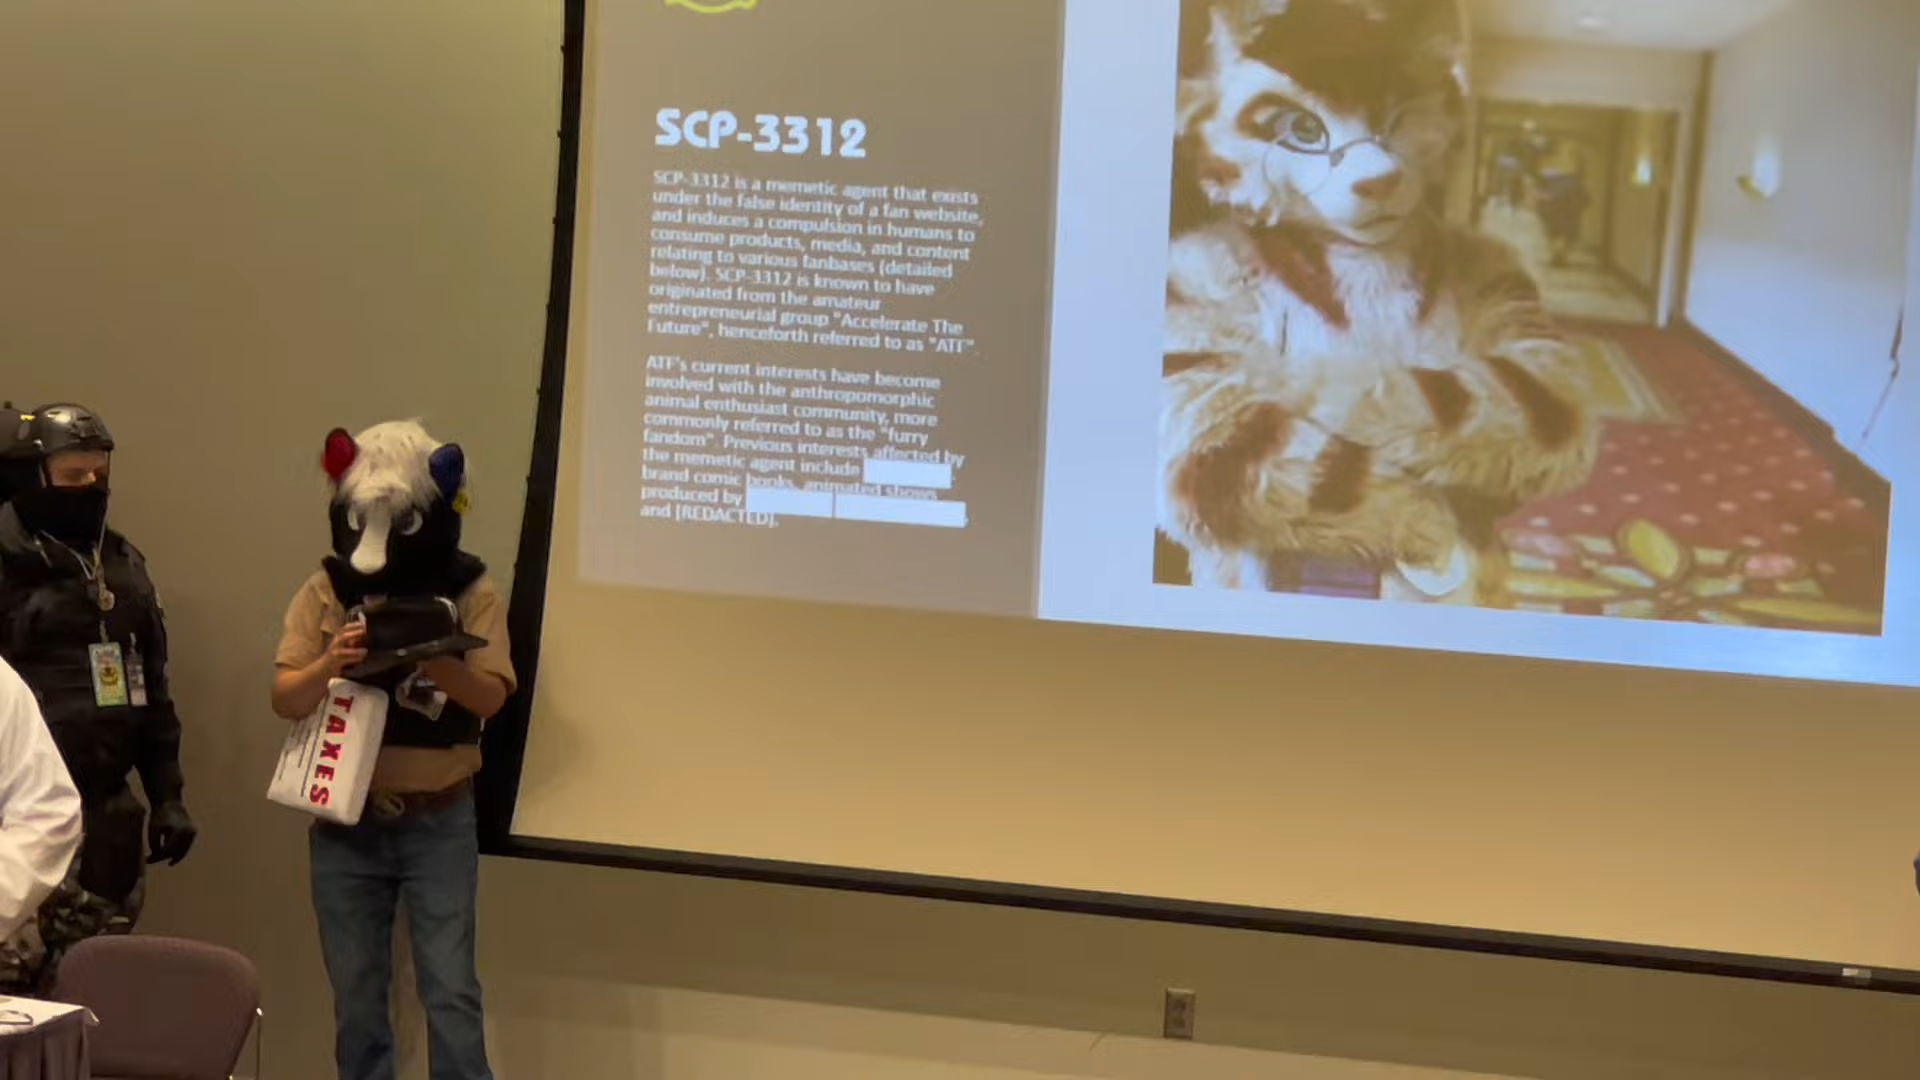 SCP-3312
SCP-3312 is a memetic agent that exists
under the false identity of a fan website,
and induces a compulsion in humans to
consume products, media, and content
relating to various fanbases (detailed
below). SCP-3312 is known to have
originated from the amateur
entrepreneurial group "Accelerate The
Future", henceforth referred to as "ATF".
ATF's current interests have become
involved with the anthropomorphic
animal enthusiast community, more
commonly referred to as the "furry
fandom". Previous interests affected by
the memetic agent include
brand comic books, animated shows
produced by
and [REDACTED].
TAXES